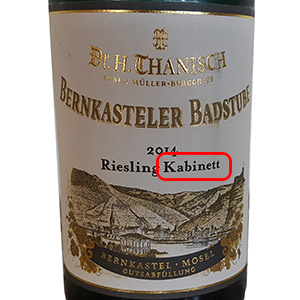 Dr. H. THANISCH
ERBEN MÜLLER-BURGGRAEF
BERNKASTELER BADSTUBE
2014
Riesling Kabinett
BERNKASTEL - MOSEL
GUTSABFÜLLUNG